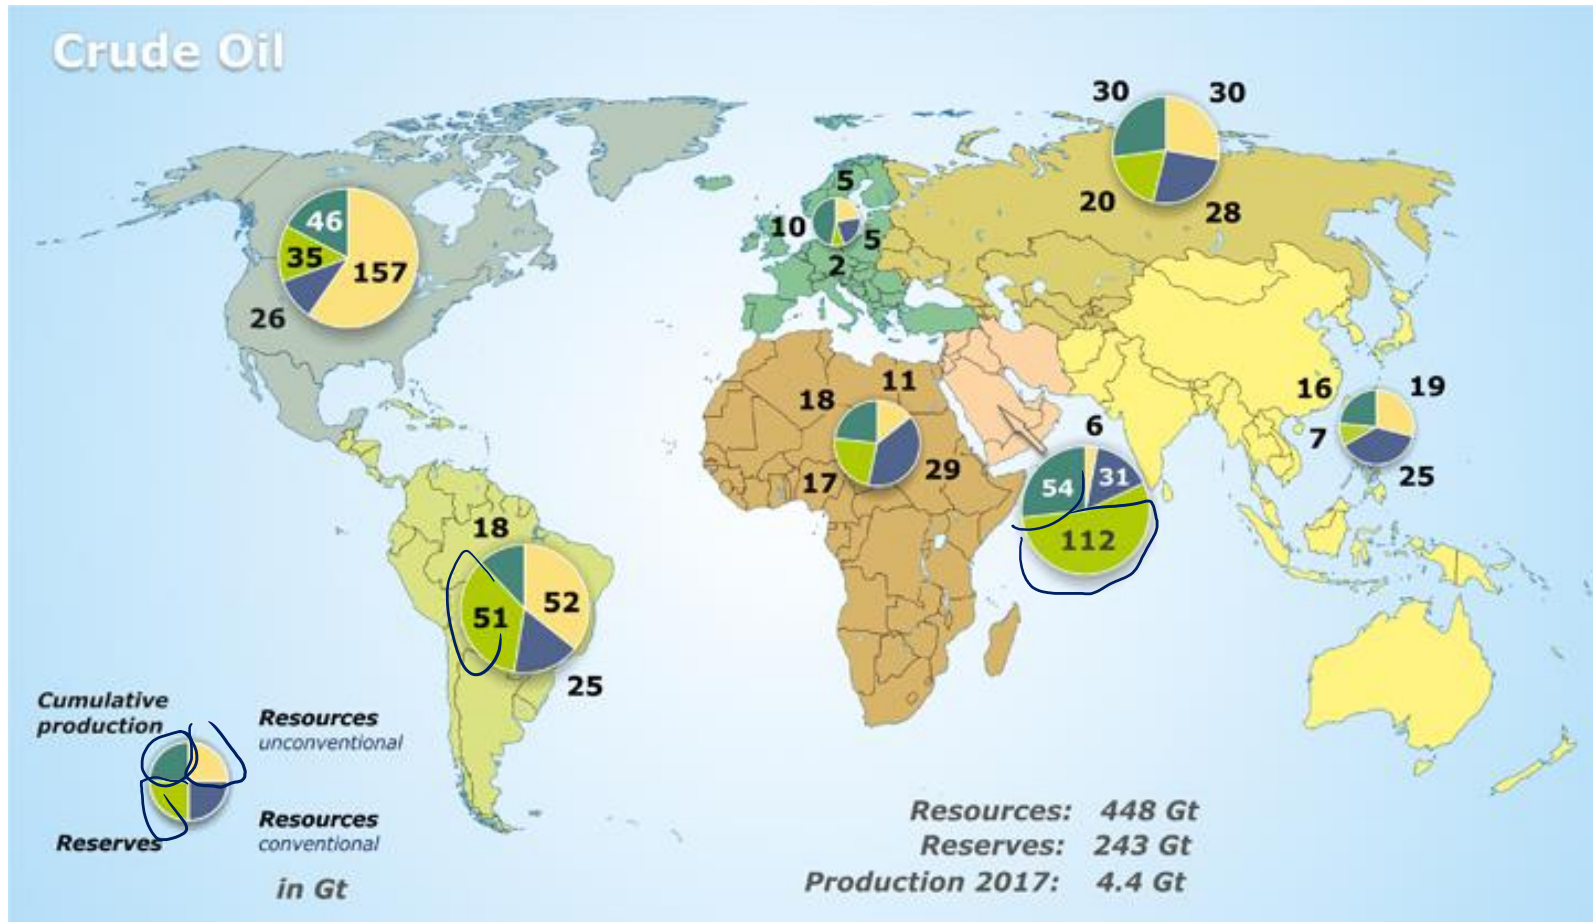 Crude Oil
30
30
20
28
5
10
5
2
46
35
157
26
11
18
17
29
16
19
7
25
6
54
31
112
18
51
52
25
Cumulative
production
Resources
unconventional
Reserves
Resources
conventional
in Gt
Resources: 448 Gt
Reserves: 243 Gt
Production 2017: 4.4 Gt